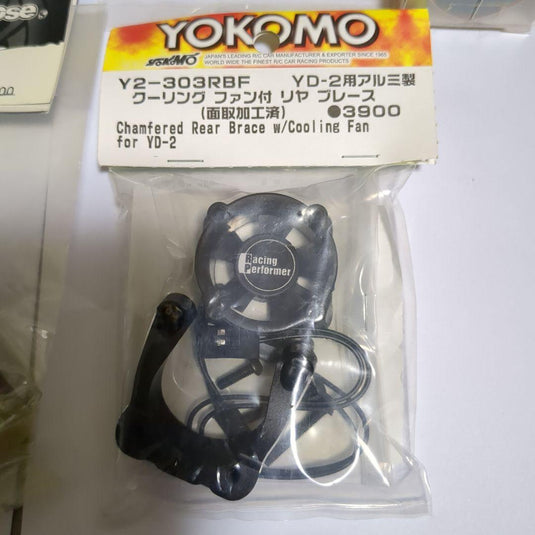 ose
YOKOMO
YOKOMO
JAPAN'S LEADING R/C CAR MANUFACTURER & EXPORTER SINCE 1965
WORLD WIDE THE FINEST R/C CAR RACING PRODUCTS
Y2-303RBF YD-2用アルミ製
クーリング ファン付 リヤ ブレース
(面取加工済) ●3900
Chamfered Rear Brace w/Cooling Fan
for YD-2
Racing
Performer